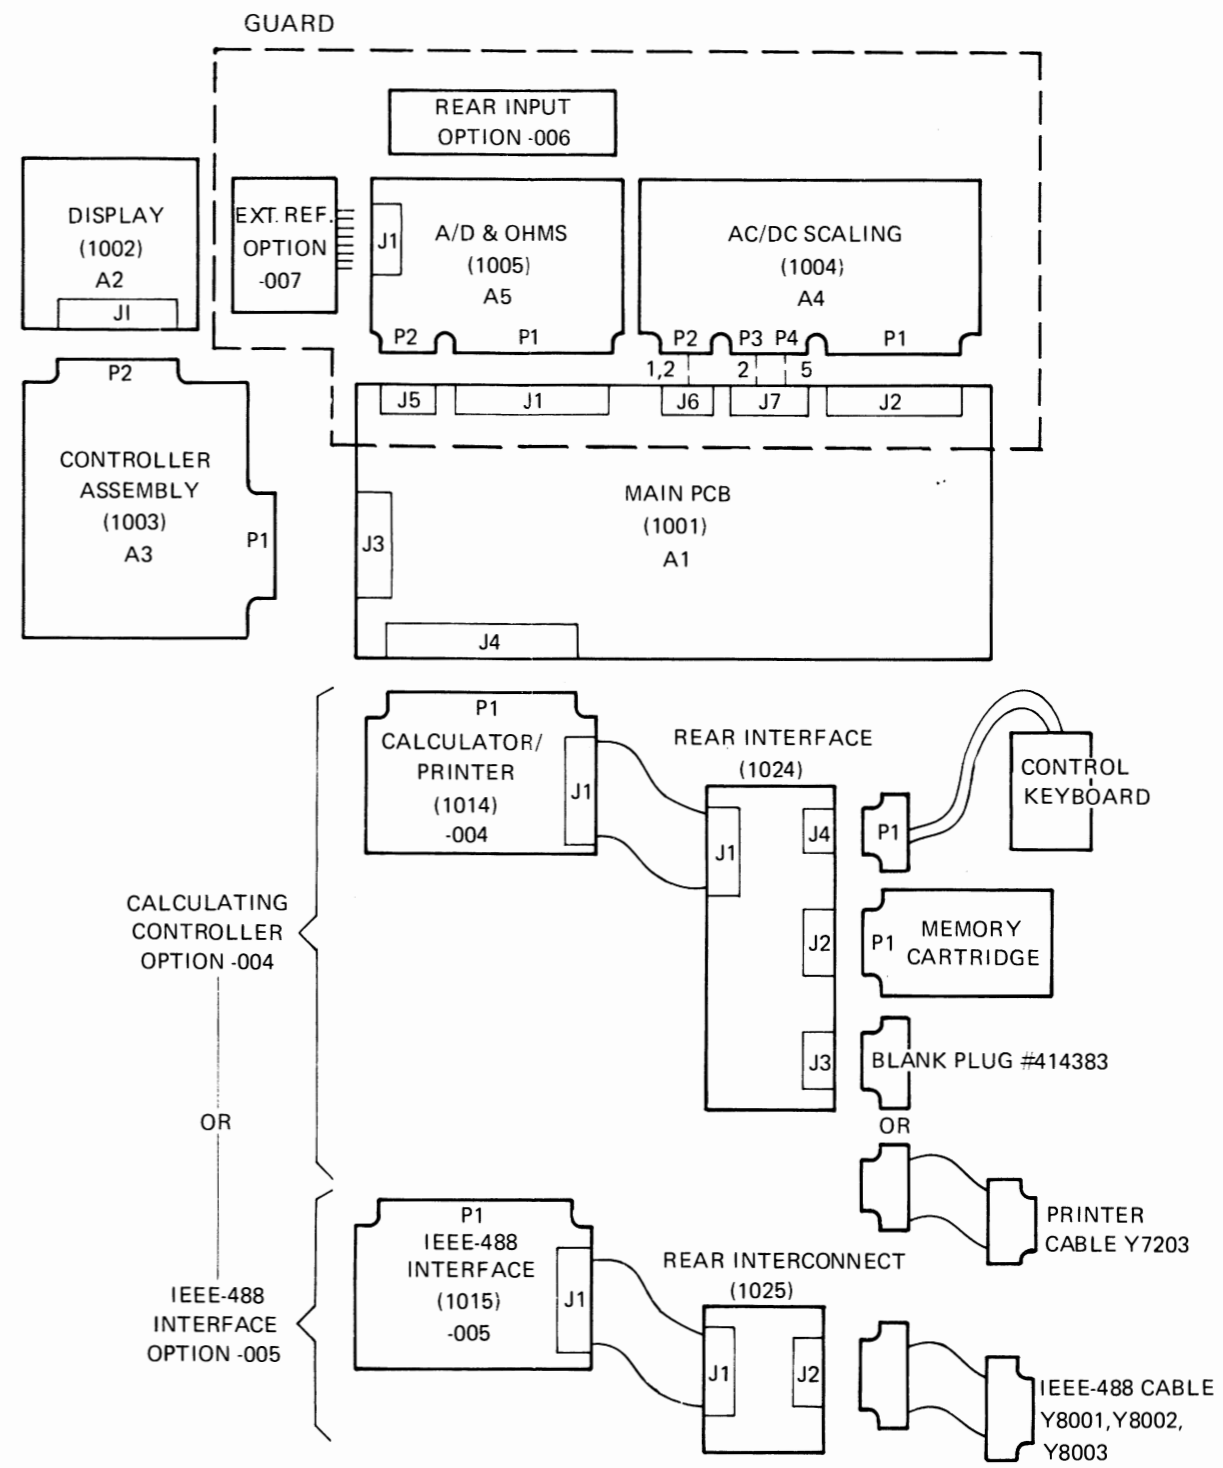 GUARD
REAR INPUT
OPTION -006
DISPLAY
(1002)
A2
J1
EXT. REF.
OPTION
-007
J1
A/D & OHMS
(1005)
A5
P2
P1
AC/DC SCALING
(1004)
A4
P2
P3
P4
P1
1,2
2
5
J5
J1
J6
J7
J2
P2
CONTROLLER
ASSEMBLY
(1003)
A3
P1
MAIN PCB
(1001)
A1
J3
J4
P1
CALCULATOR/
PRINTER
(1014)
-004
J1
REAR INTERFACE
(1024)
J1
J4
J2
J3
P1
CONTROL
KEYBOARD
P1
MEMORY
CARTRIDGE
BLANK PLUG #414383
OR
PRINTER
CABLE Y7203
CALCULATING
CONTROLLER
OPTION -004
OR
IEEE-488
INTERFACE
OPTION -005
P1
IEEE-488
INTERFACE
(1015)
-005
J1
REAR INTERCONNECT
(1025)
J1
J2
IEEE-488 CABLE
Y8001, Y8002,
Y8003